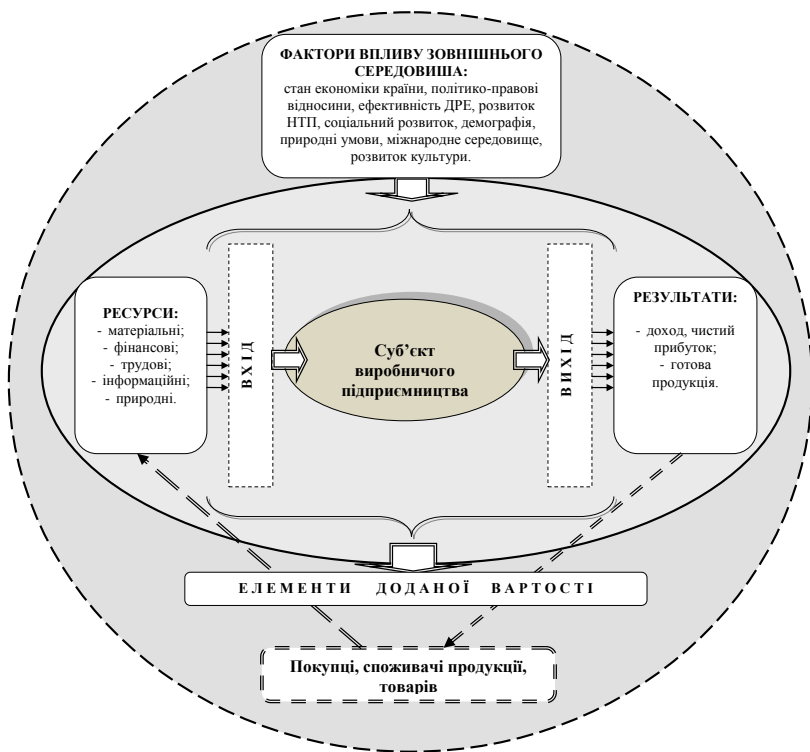 ФАКТОРИ ВПЛИВУ ЗОВНІШНЬОГО
СЕРЕДОВИША:
стан економіки країни, політико-правові
відносини, ефективність ДРЕ, розвиток
НТП, соціальний розвиток, демографія,
природні умови, міжнародне середовище,
розвиток культури.
РЕСУРСИ:
- матеріальні;
- фінансові;
- трудові;
- інформаційні;
- природні.
ВХІД
Суб’єкт
виробничого
підприємництва
ВИХІД
РЕЗУЛЬТАТИ:
- доход, чистий
прибуток;
- готова
продукція.
ЕЛЕМЕНТИ ДОДАНОЇ ВАРТОСТІ
Покупці, споживачі продукції,
товарів